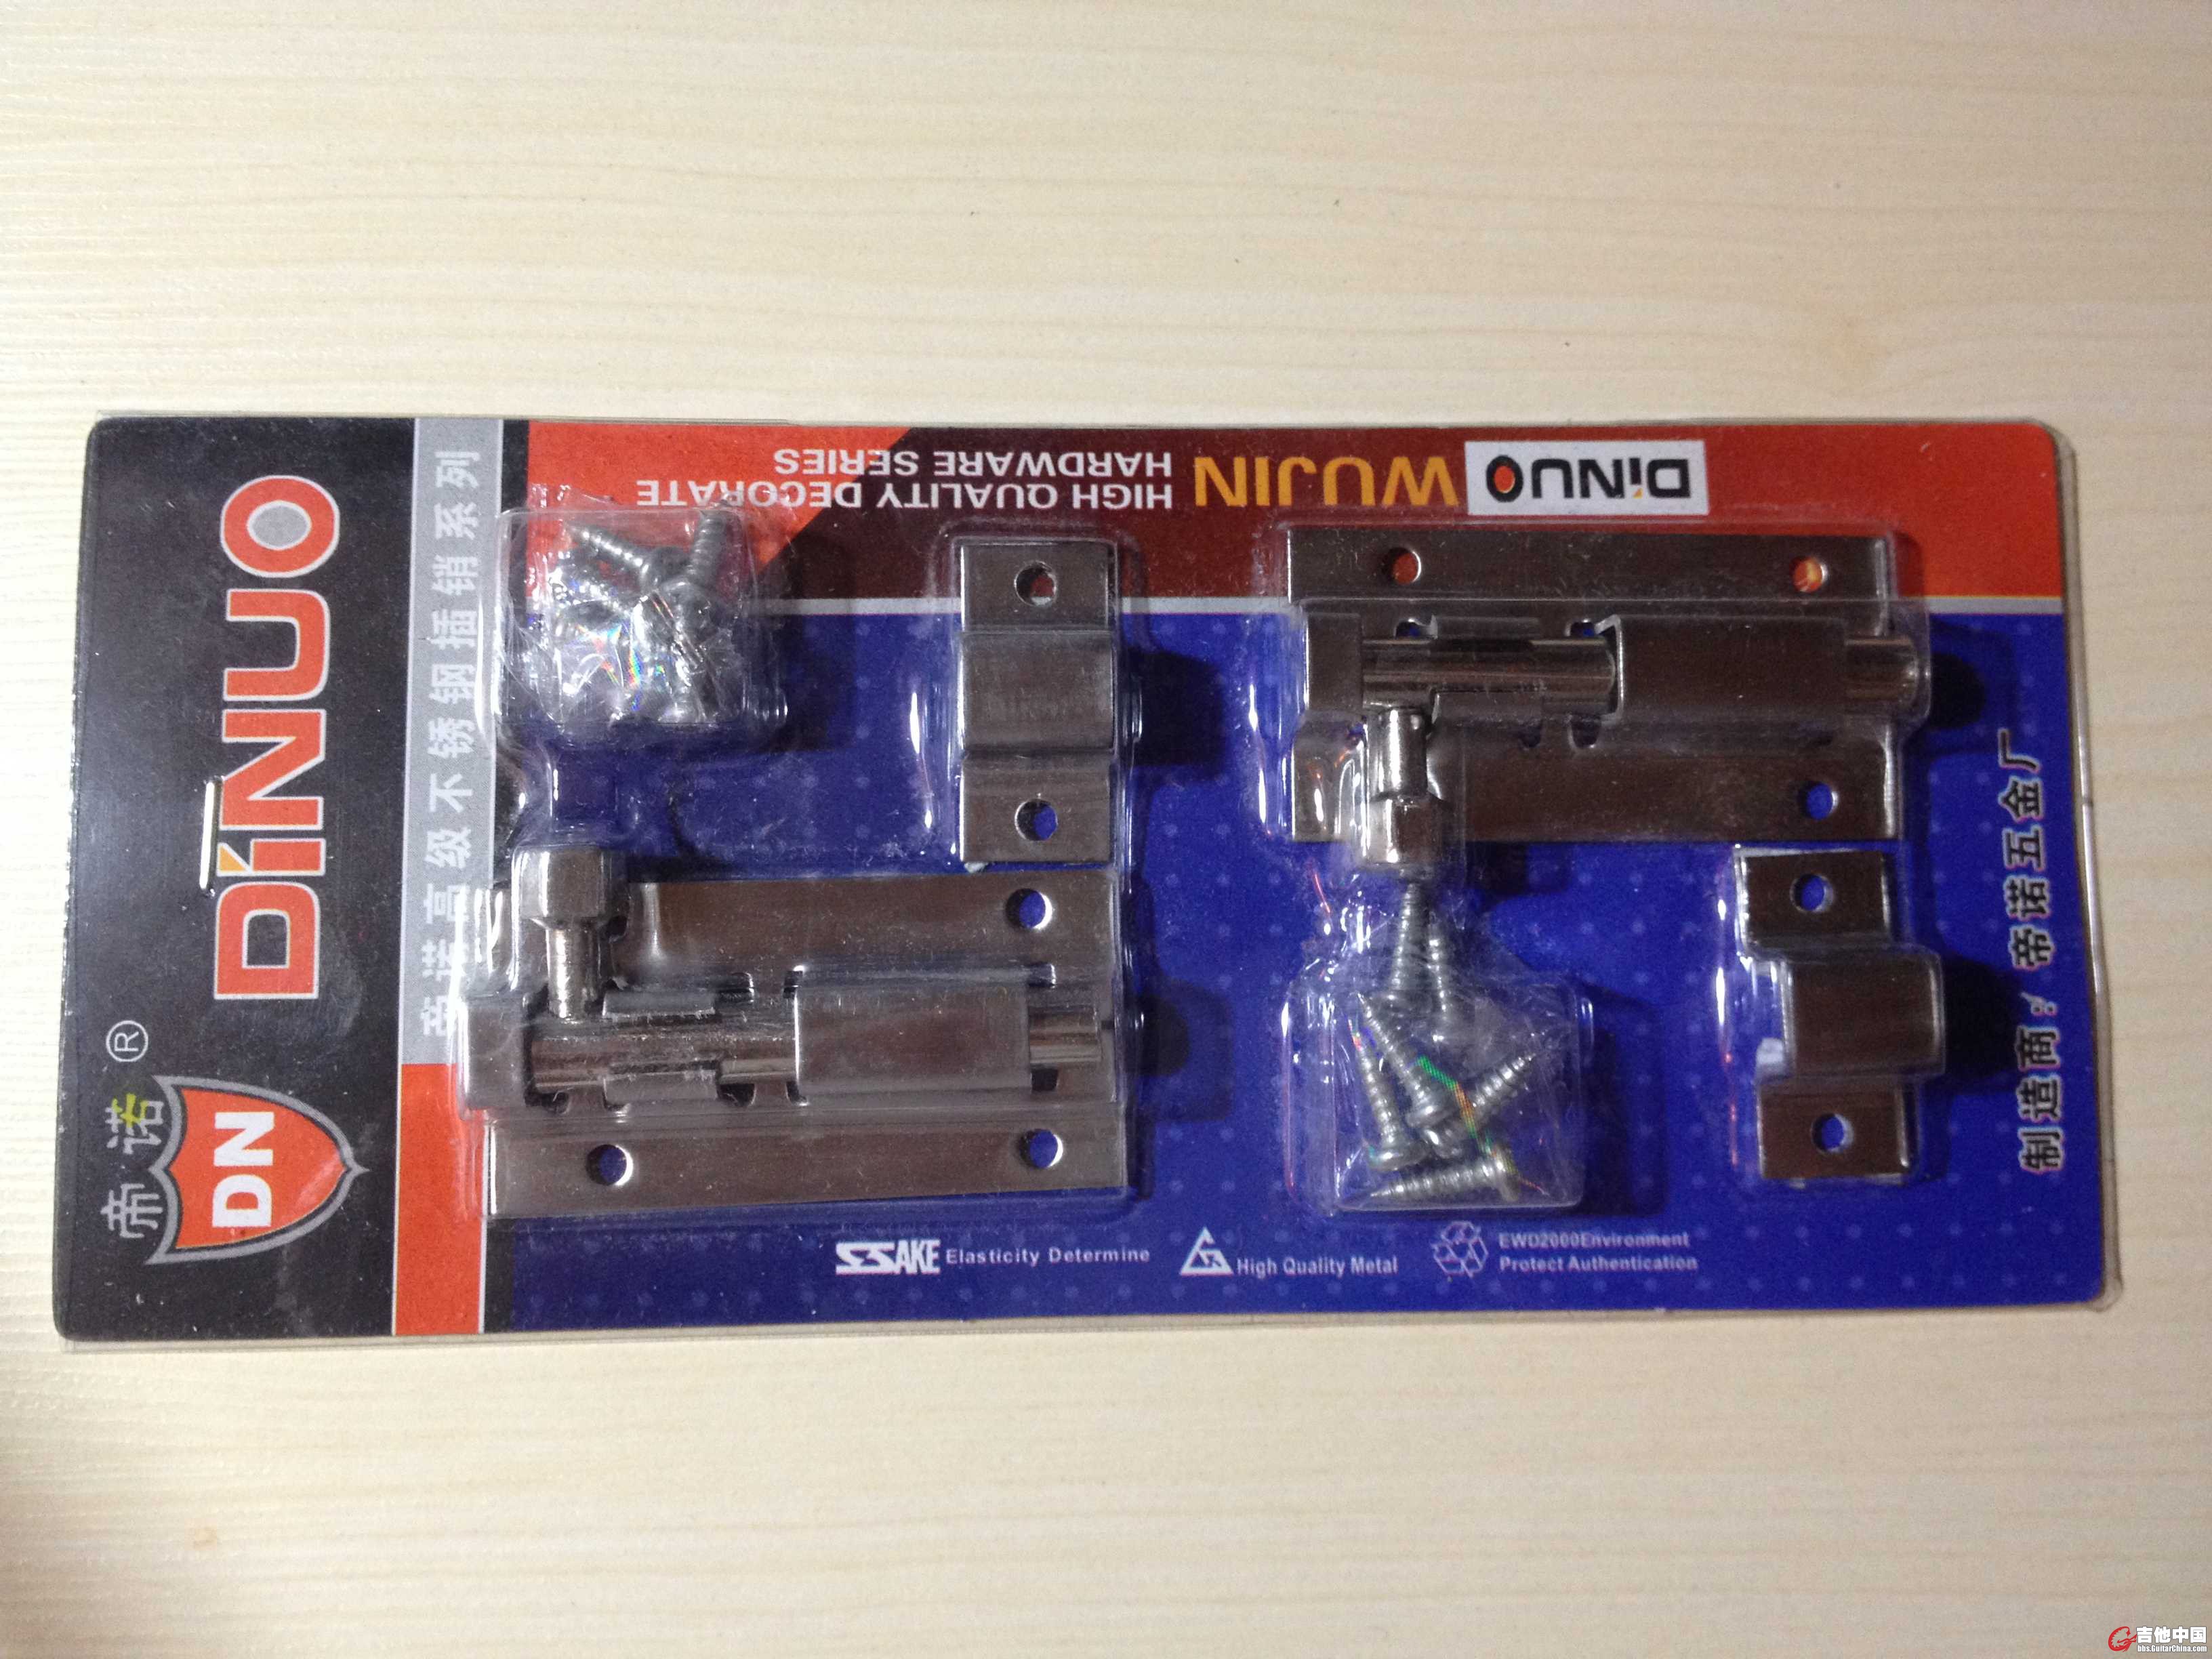 DiNUO
帝诺
®
DN
帝诺高级不锈钢插销系列
DiNUO WUJIN
HIGH QUALITY DECORATE
HARDWARE SERIES
制造商：帝诺五金厂
SSAKE Elasticity Determine
High Quality Metal
EWD2000Environment
Protect Authentication
吉他中国
bbs.GuitarChina.com